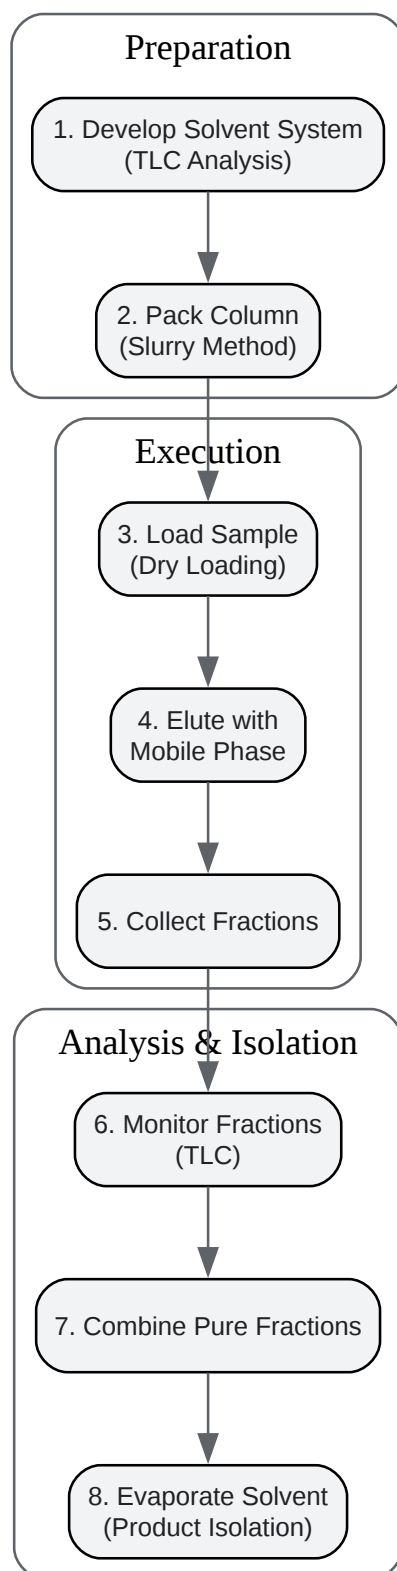 Preparation
1. Develop Solvent System
(TLC Analysis)
2. Pack Column
(Slurry Method)
Execution
3. Load Sample
(Dry Loading)
4. Elute with
Mobile Phase
5. Collect Fractions
Analysis & Isolation
6. Monitor Fractions
(TLC)
7. Combine Pure Fractions
8. Evaporate Solvent
(Product Isolation)